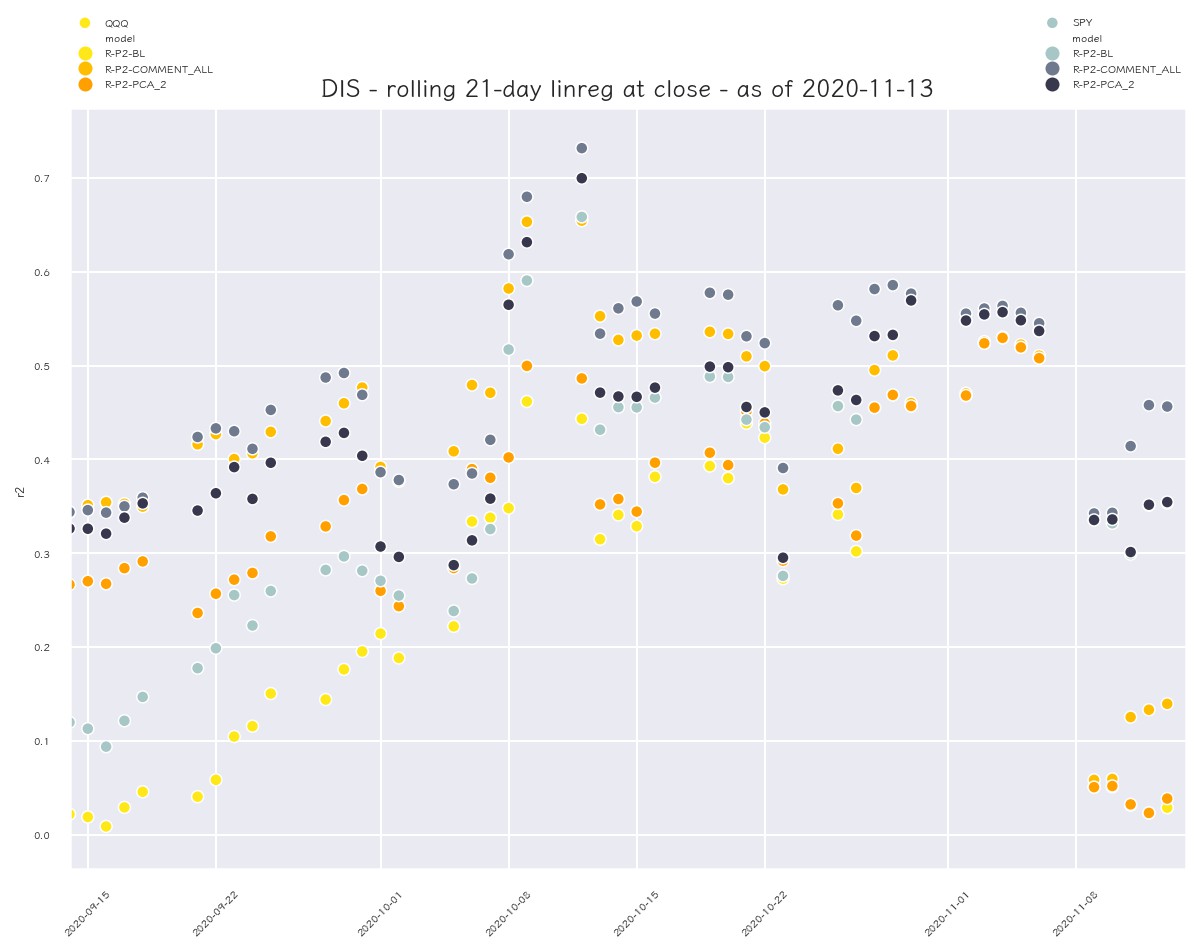 QQQ
model
R-P2-BL
R-P2-COMMENT_ALL
R-P2-PCA_2
SPY
model
R-P2-BL
R-P2-COMMENT_ALL
R-P2-PCA_2
DIS - rolling 21-day linreg at close - as of 2020-11-13
0.7
0.6
0.5
0.4
0.3
0.2
0.1
0.0
r2
2020-09-15
2020-09-22
2020-10-01
2020-10-08
2020-10-15
2020-10-22
2020-11-01
2020-11-08